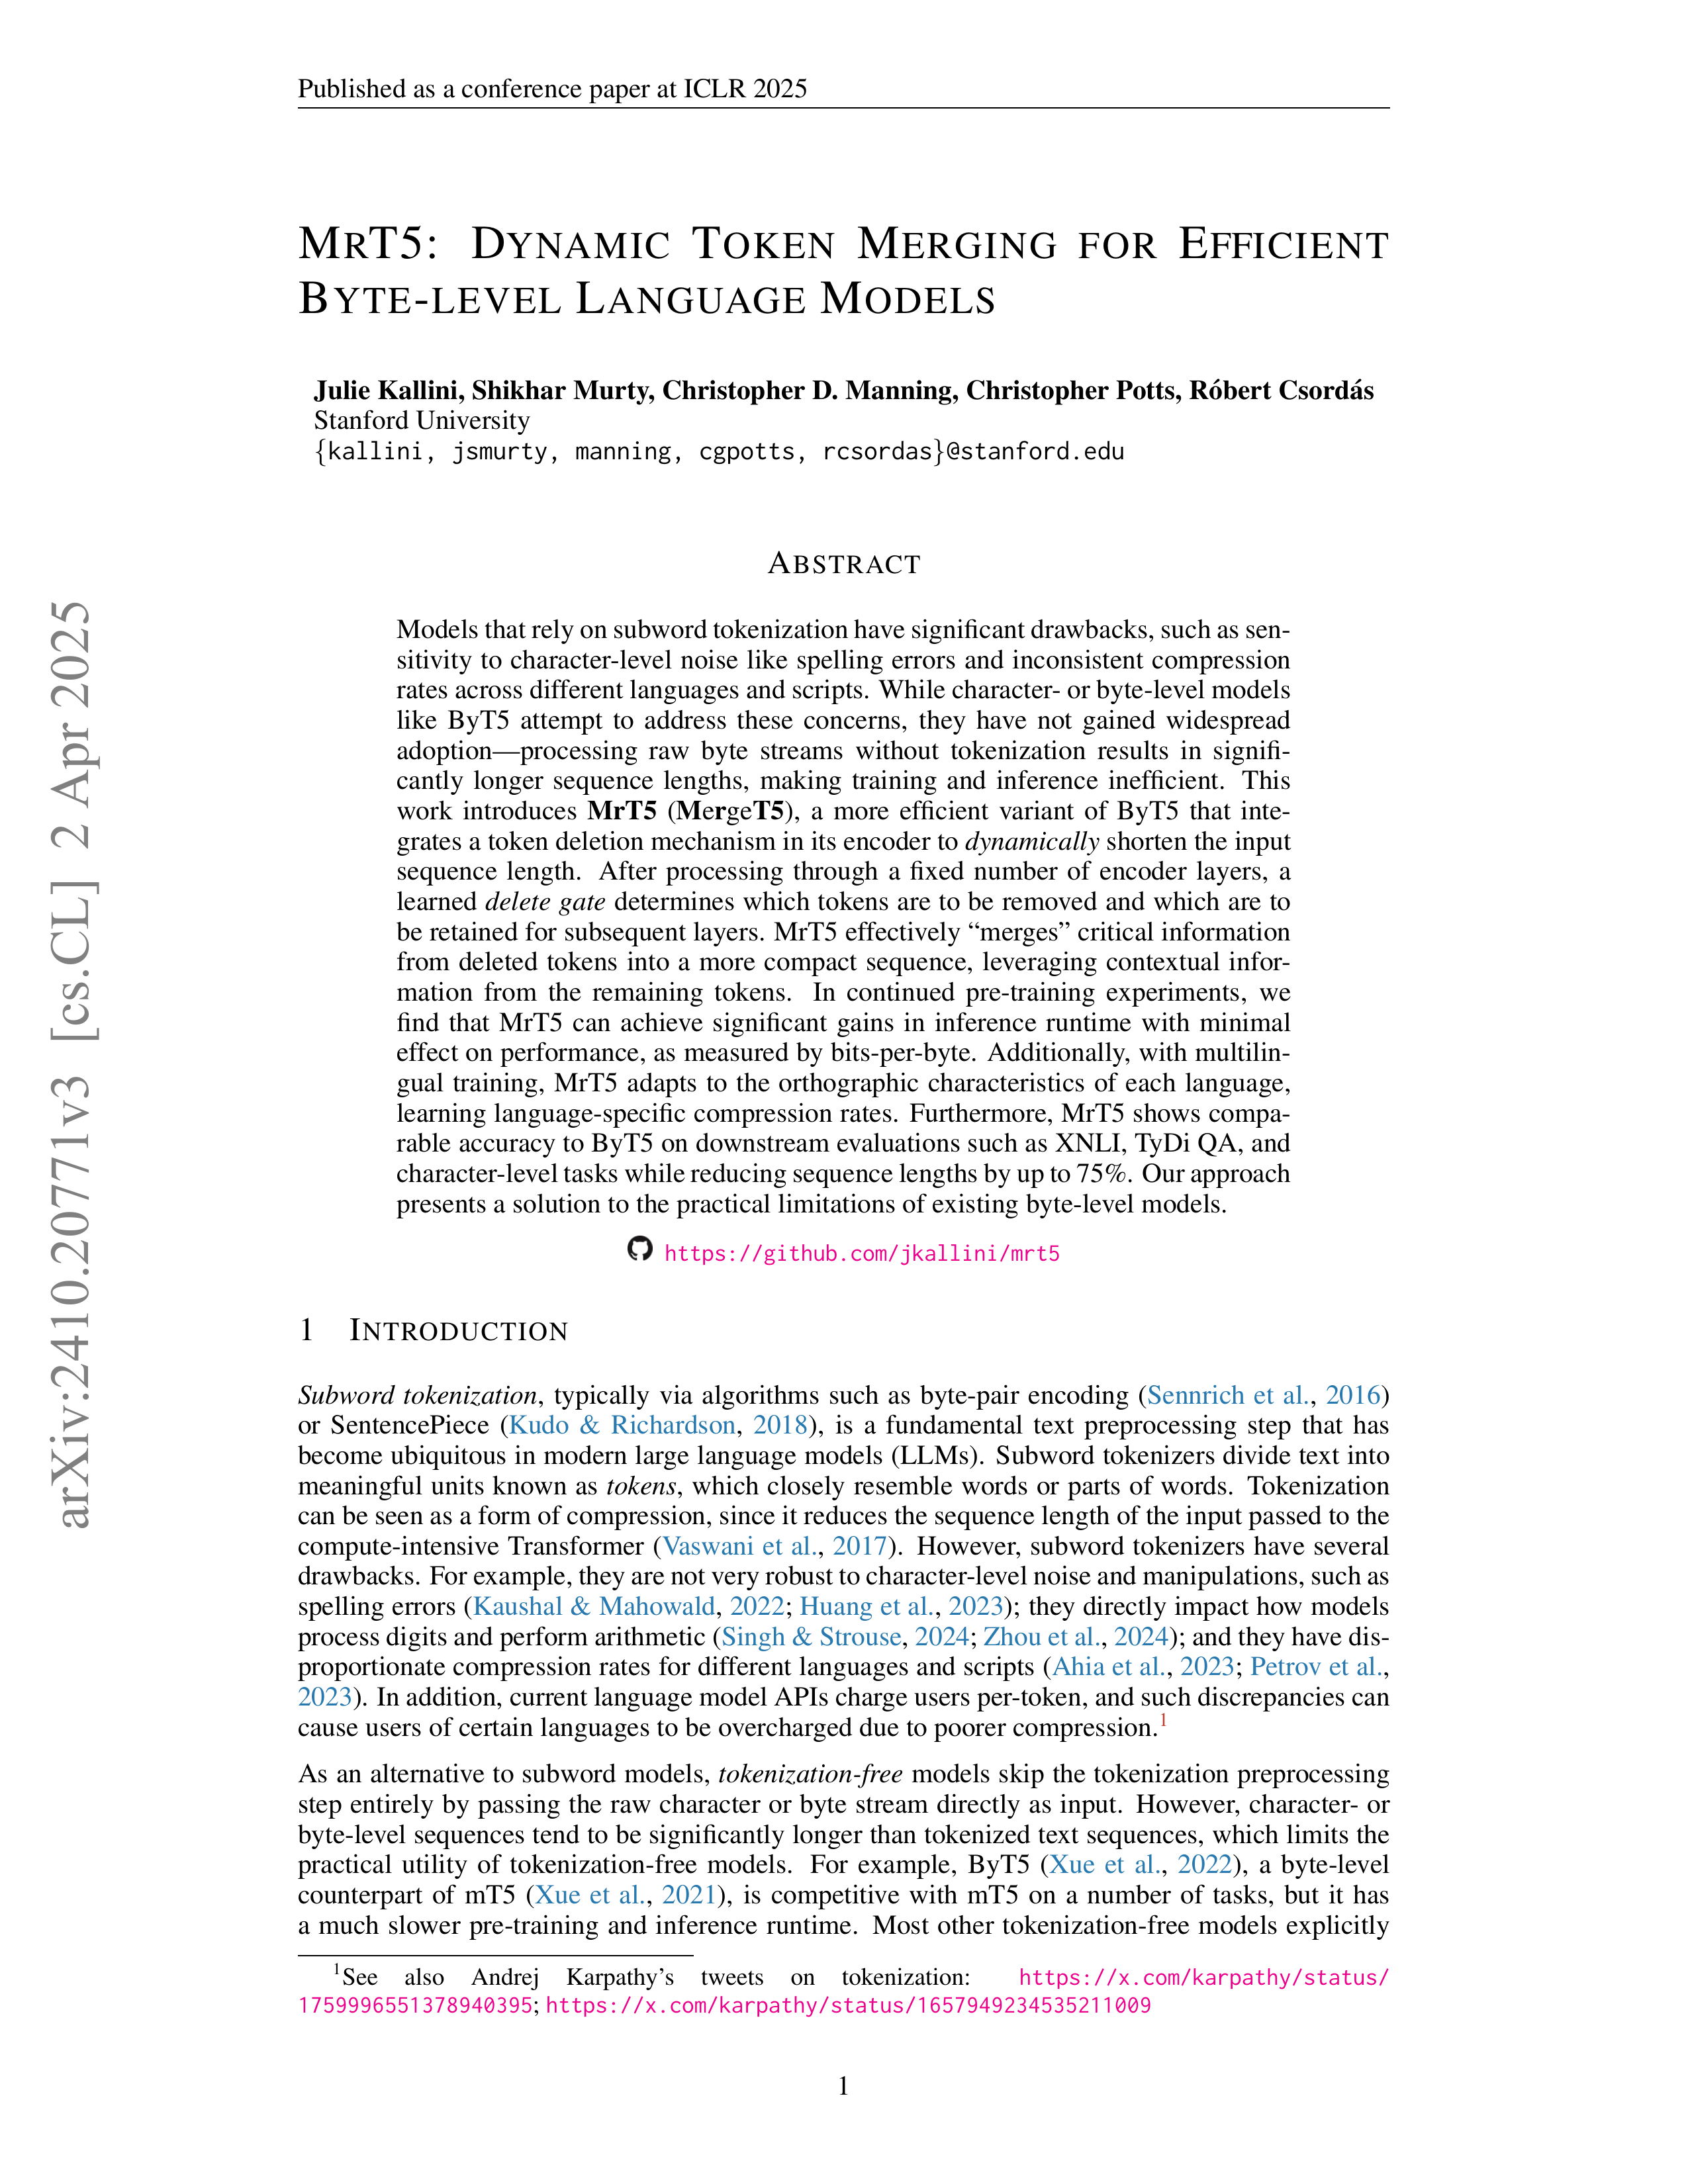 Published as a conference paper at ICLR 2025
MRT5: DYNAMIC TOKEN MERGING FOR EFFICIENT
BYTE-LEVEL LANGUAGE MODELS
Julie Kallini, Shikhar Murty, Christopher D. Manning, Christopher Potts, Róbert Csordás
Stanford University
{kallini, jsmurty, manning, cgpotts, rcsordas}@stanford.edu
ABSTRACT
Models that rely on subword tokenization have significant drawbacks, such as sen-
sitivity to character-level noise like spelling errors and inconsistent compression
rates across different languages and scripts. While character- or byte-level models
like ByT5 attempt to address these concerns, they have not gained widespread
adoption—processing raw byte streams without tokenization results in signifi-
cantly longer sequence lengths, making training and inference inefficient. This
work introduces MrT5 (MergeT5), a more efficient variant of ByT5 that inte-
grates a token deletion mechanism in its encoder to dynamically shorten the input
sequence length. After processing through a fixed number of encoder layers, a
learned delete gate determines which tokens are to be removed and which are to
be retained for subsequent layers. MrT5 effectively “merges” critical information
from deleted tokens into a more compact sequence, leveraging contextual infor-
mation from the remaining tokens. In continued pre-training experiments, we
find that MrT5 can achieve significant gains in inference runtime with minimal
effect on performance, as measured by bits-per-byte. Additionally, with multilin-
gual training, MrT5 adapts to the orthographic characteristics of each language,
learning language-specific compression rates. Furthermore, MrT5 shows compa-
rable accuracy to ByT5 on downstream evaluations such as XNLI, TyDi QA, and
character-level tasks while reducing sequence lengths by up to 75%. Our approach
presents a solution to the practical limitations of existing byte-level models.
https://github.com/jkallini/mrt5
1 INTRODUCTION
Subword tokenization, typically via algorithms such as byte-pair encoding (Sennrich et al., 2016)
or SentencePiece (Kudo & Richardson, 2018), is a fundamental text preprocessing step that has
become ubiquitous in modern large language models (LLMs). Subword tokenizers divide text into
meaningful units known as tokens, which closely resemble words or parts of words. Tokenization
can be seen as a form of compression, since it reduces the sequence length of the input passed to the
compute-intensive Transformer (Vaswani et al., 2017). However, subword tokenizers have several
drawbacks. For example, they are not very robust to character-level noise and manipulations, such as
spelling errors (Kaushal & Mahowald, 2022; Huang et al., 2023); they directly impact how models
process digits and perform arithmetic (Singh & Strouse, 2024; Zhou et al., 2024); and they have dis-
proportionate compression rates for different languages and scripts (Ahia et al., 2023; Petrov et al.,
2023). In addition, current language model APIs charge users per-token, and such discrepancies can
cause users of certain languages to be overcharged due to poorer compression.1
As an alternative to subword models, tokenization-free models skip the tokenization preprocessing
step entirely by passing the raw character or byte stream directly as input. However, character- or
byte-level sequences tend to be significantly longer than tokenized text sequences, which limits the
practical utility of tokenization-free models. For example, ByT5 (Xue et al., 2022), a byte-level
counterpart of mT5 (Xue et al., 2021), is competitive with mT5 on a number of tasks, but it has
a much slower pre-training and inference runtime. Most other tokenization-free models explicitly
1See also Andrej Karpathy’s tweets on tokenization: https://x.com/karpathy/status/
1759996551378940395; https://x.com/karpathy/status/1657949234535211009
1
arXiv:2410.20771v3 [cs.CL] 2 Apr 2025